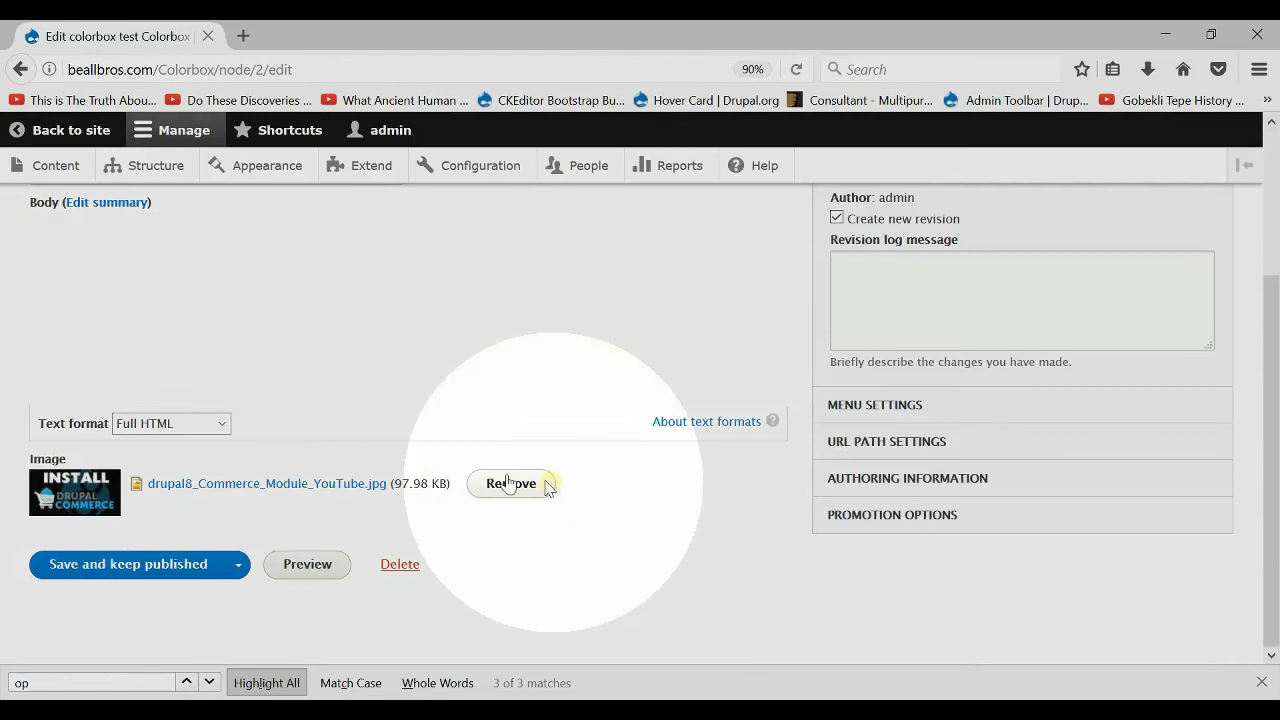 Edit colorbox test Colorbox
beallbros.com/Colorbox/node/2/edit
90%
Search
This is The Truth Abou...
Do These Discoveries ...
What Ancient Human ...
CKEditor Bootstrap Bu...
Hover Card | Drupal.org
Consultant - Multipur...
Admin Toolbar | Drup...
Gobekli Tepe History ...
Back to site
Manage
Shortcuts
admin
Content
Structure
Appearance
Extend
Configuration
People
Reports
Help
Body (Edit summary)
Author: admin
Create new revision
Revision log message
Briefly describe the changes you have made.
MENU SETTINGS
Text format
Full HTML
About text formats
URL PATH SETTINGS
Image
INSTALL
DRUPAL
COMMERCE
drupal8_Commerce_Module_YouTube.jpg (97.98 KB)
Remove
AUTHORING INFORMATION
PROMOTION OPTIONS
Save and keep published
Preview
Delete
op
Highlight All
Match Case
Whole Words
3 of 3 matches